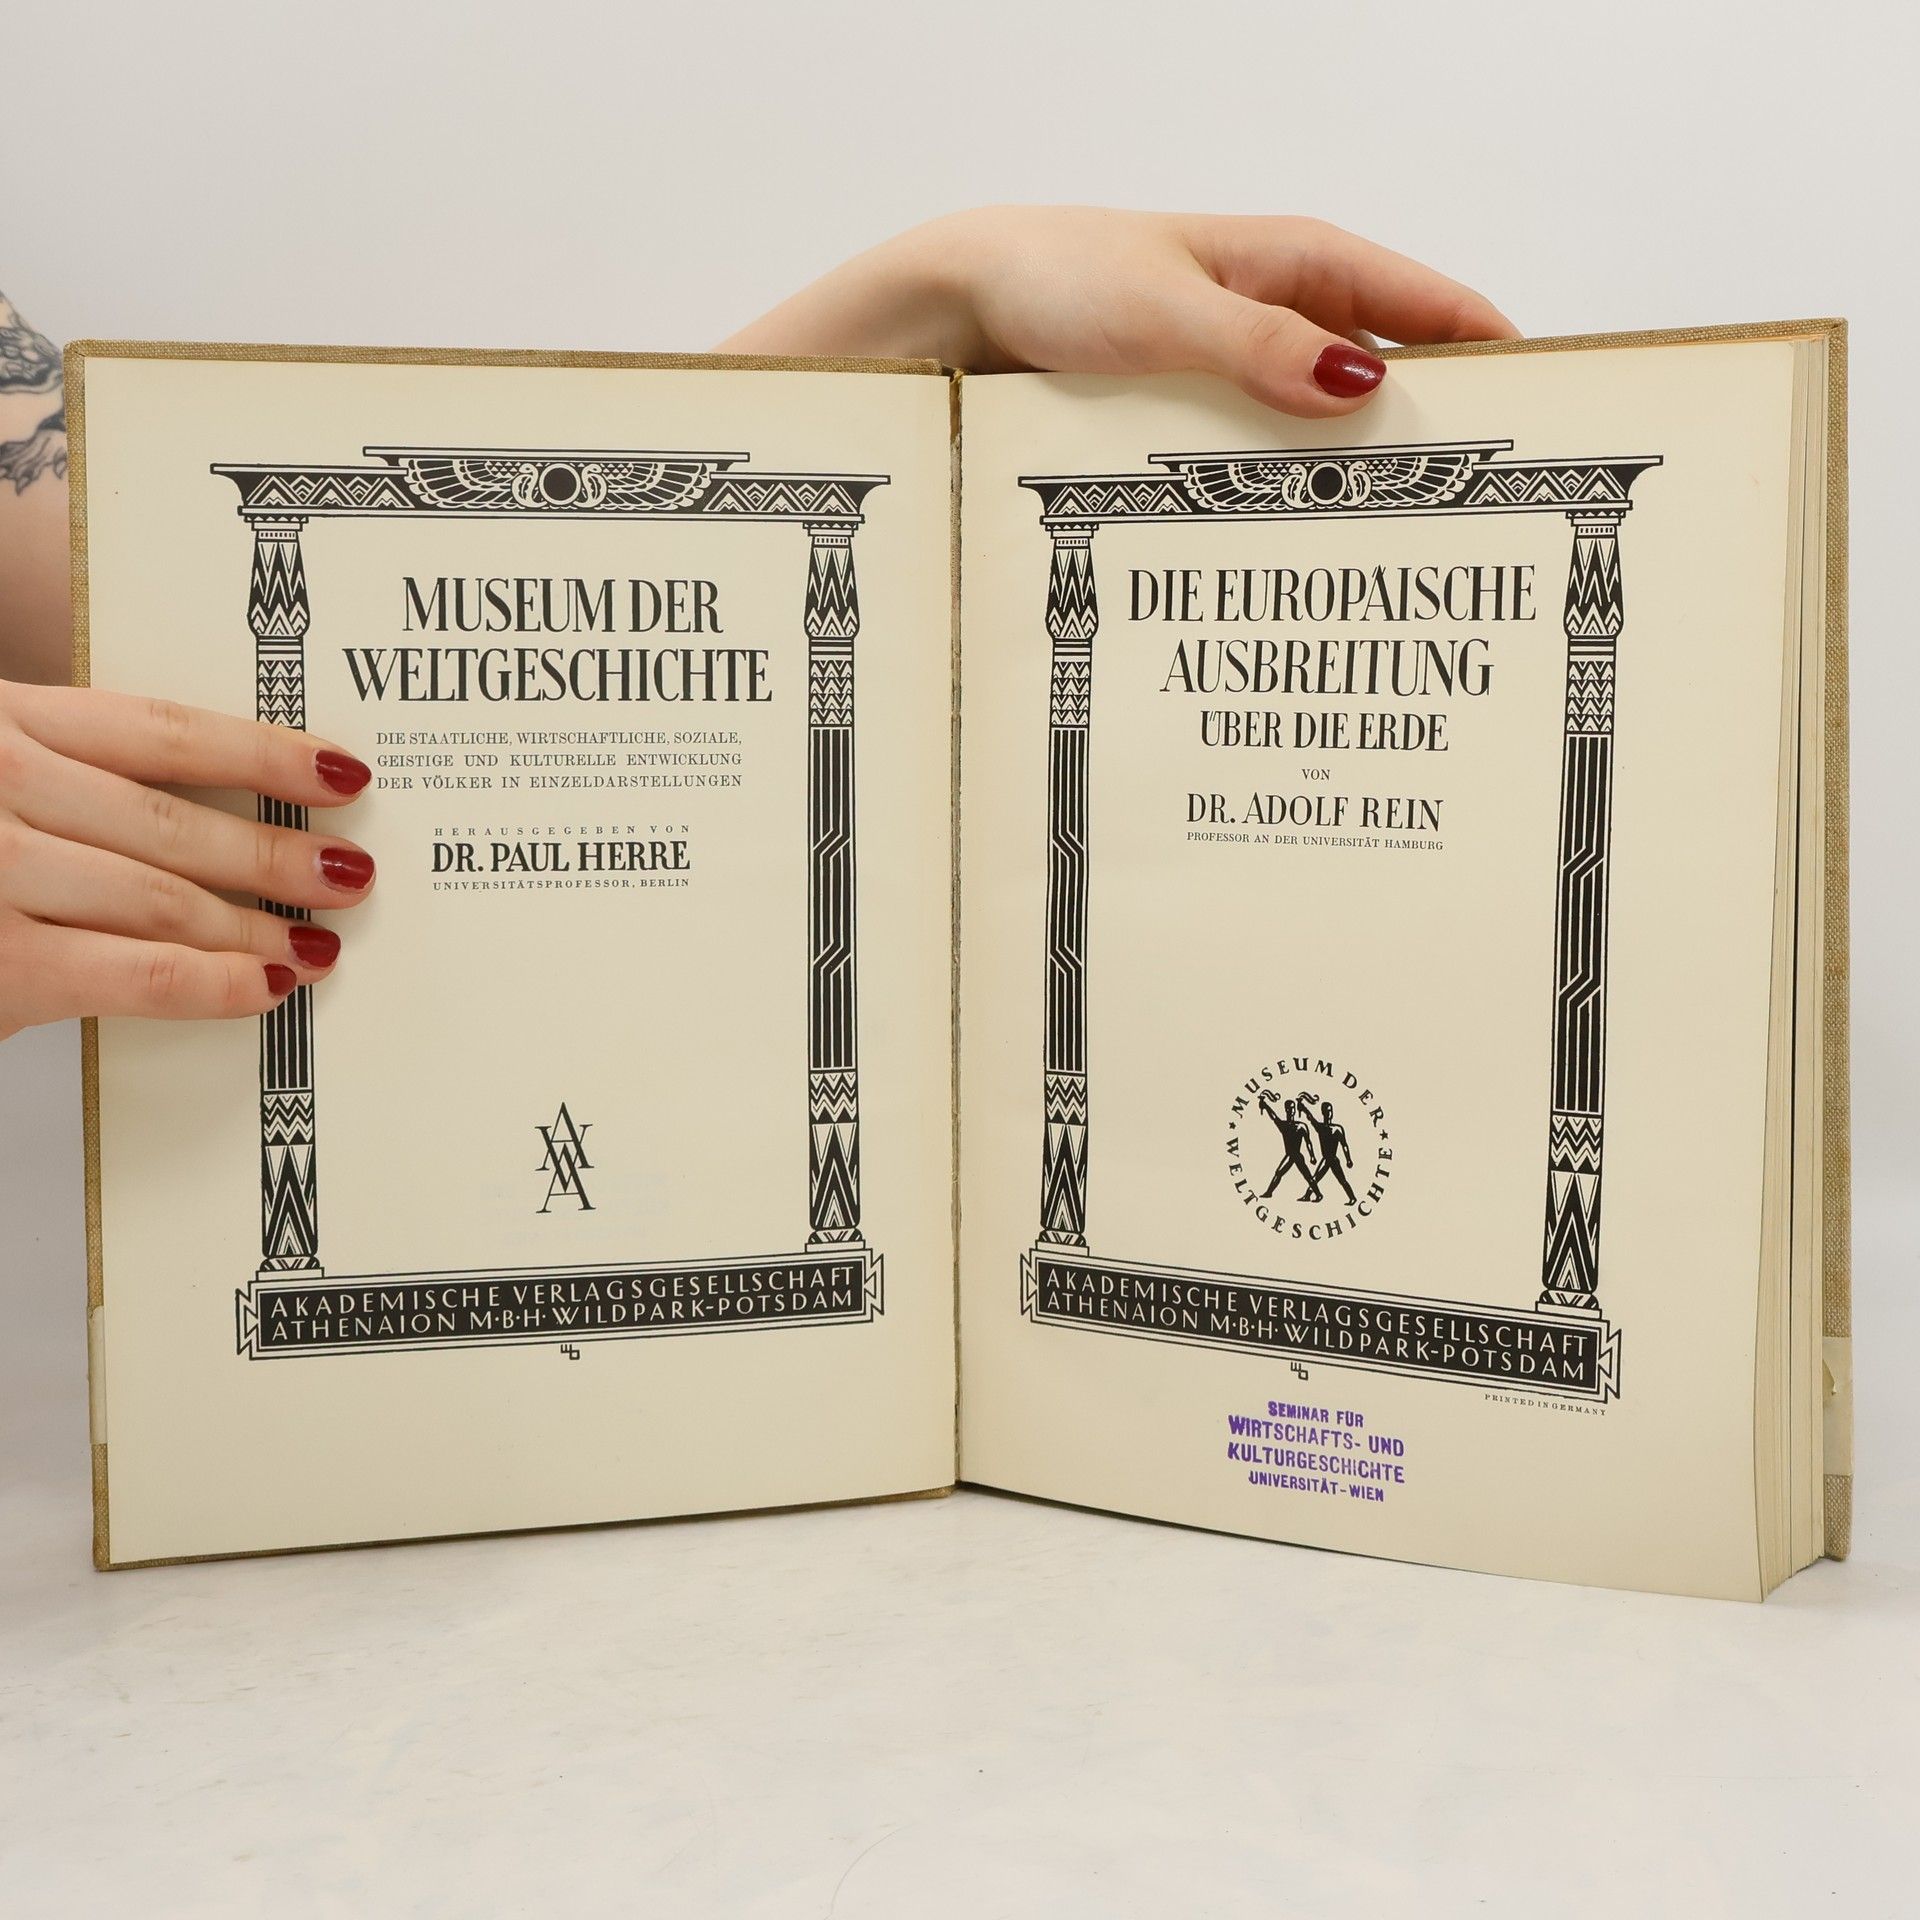 MUSEUM DER
WELTGESCHICHTE
DIE STAATLICHE, WIRTSCHAFTLICHE, SOZIALE,
GEISTIGE UND KULTURELLE ENTWICKLUNG
DER VÖLKER IN EINZELDARSTELLUNGEN
HERAUSGEGEBEN VON
DR. PAUL HERRE
UNIVERSITÄTSPROFESSOR, BERLIN
AKADEMISCHE VERLAGSGESELLSCHAFT
ATHENAION M·B·H· WILDPARK-POTSDAM
DIE EUROPÄISCHE
AUSBREITUNG
ÜBER DIE ERDE
VON
DR. ADOLF REIN
PROFESSOR AN DER UNIVERSITÄT HAMBURG
MUSEUM DER
WELTGESCHICHTE
AKADEMISCHE VERLAGSGESELLSCHAFT
ATHENAION M·B·H· WILDPARK-POTSDAM
PRINTED IN GERMANY
SEMINAR FÜR
WIRTSCHAFTS- UND
KULTURGESCHICHTE
UNIVERSITÄT-WIEN